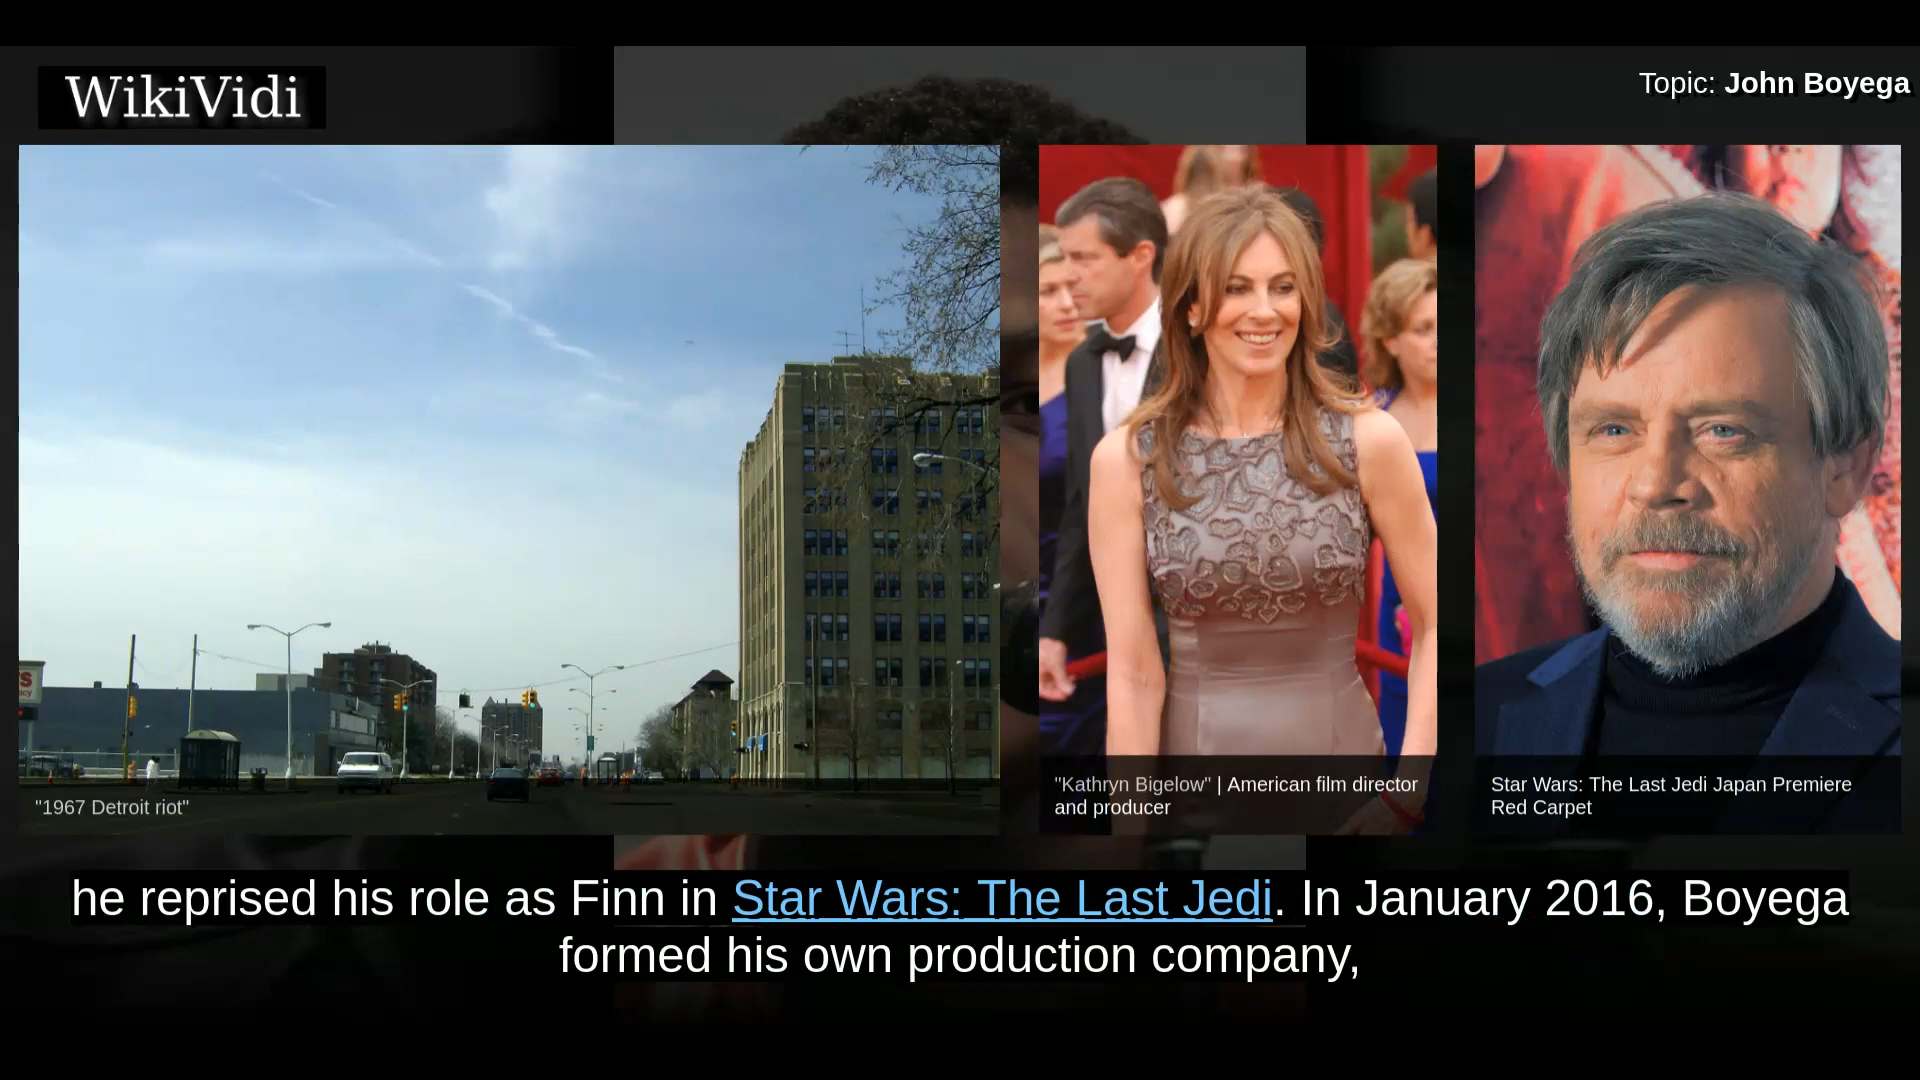 WikiVidi
Topic: John Boyega
"1967 Detroit riot"
"Kathryn Bigelow" | American film director
and producer
Star Wars: The Last Jedi Japan Premiere
Red Carpet
he reprised his role as Finn in Star Wars: The Last Jedi. In January 2016, Boyega
formed his own production company,